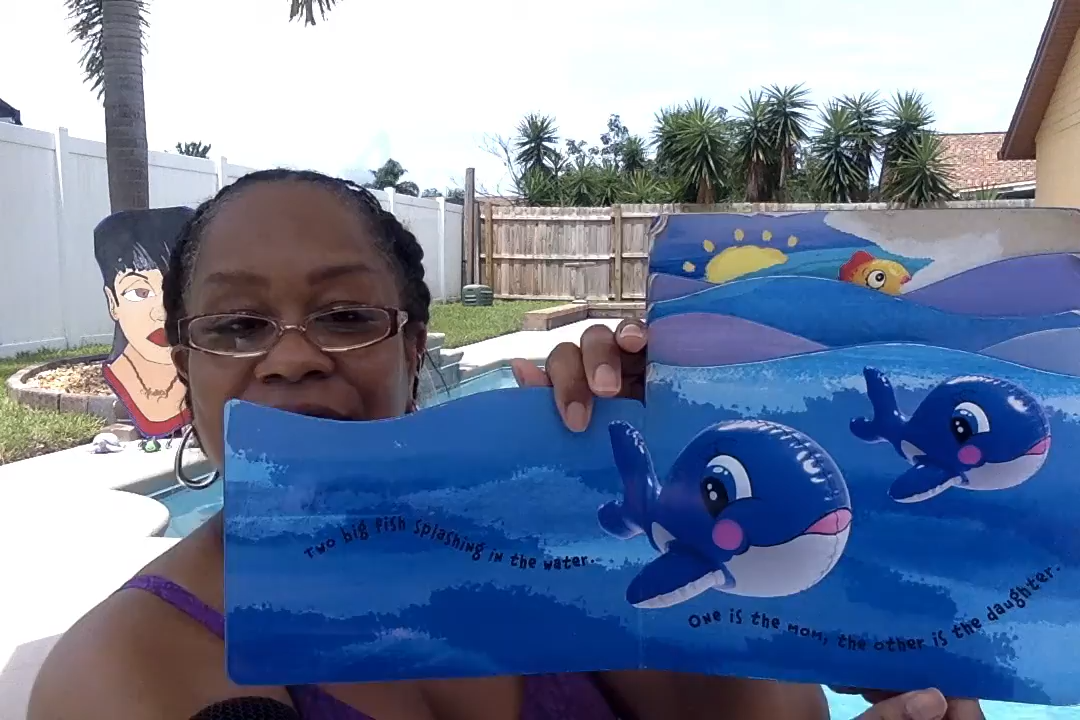 Two big fish splashing in the water.
One is the mom, the other is the daughter.